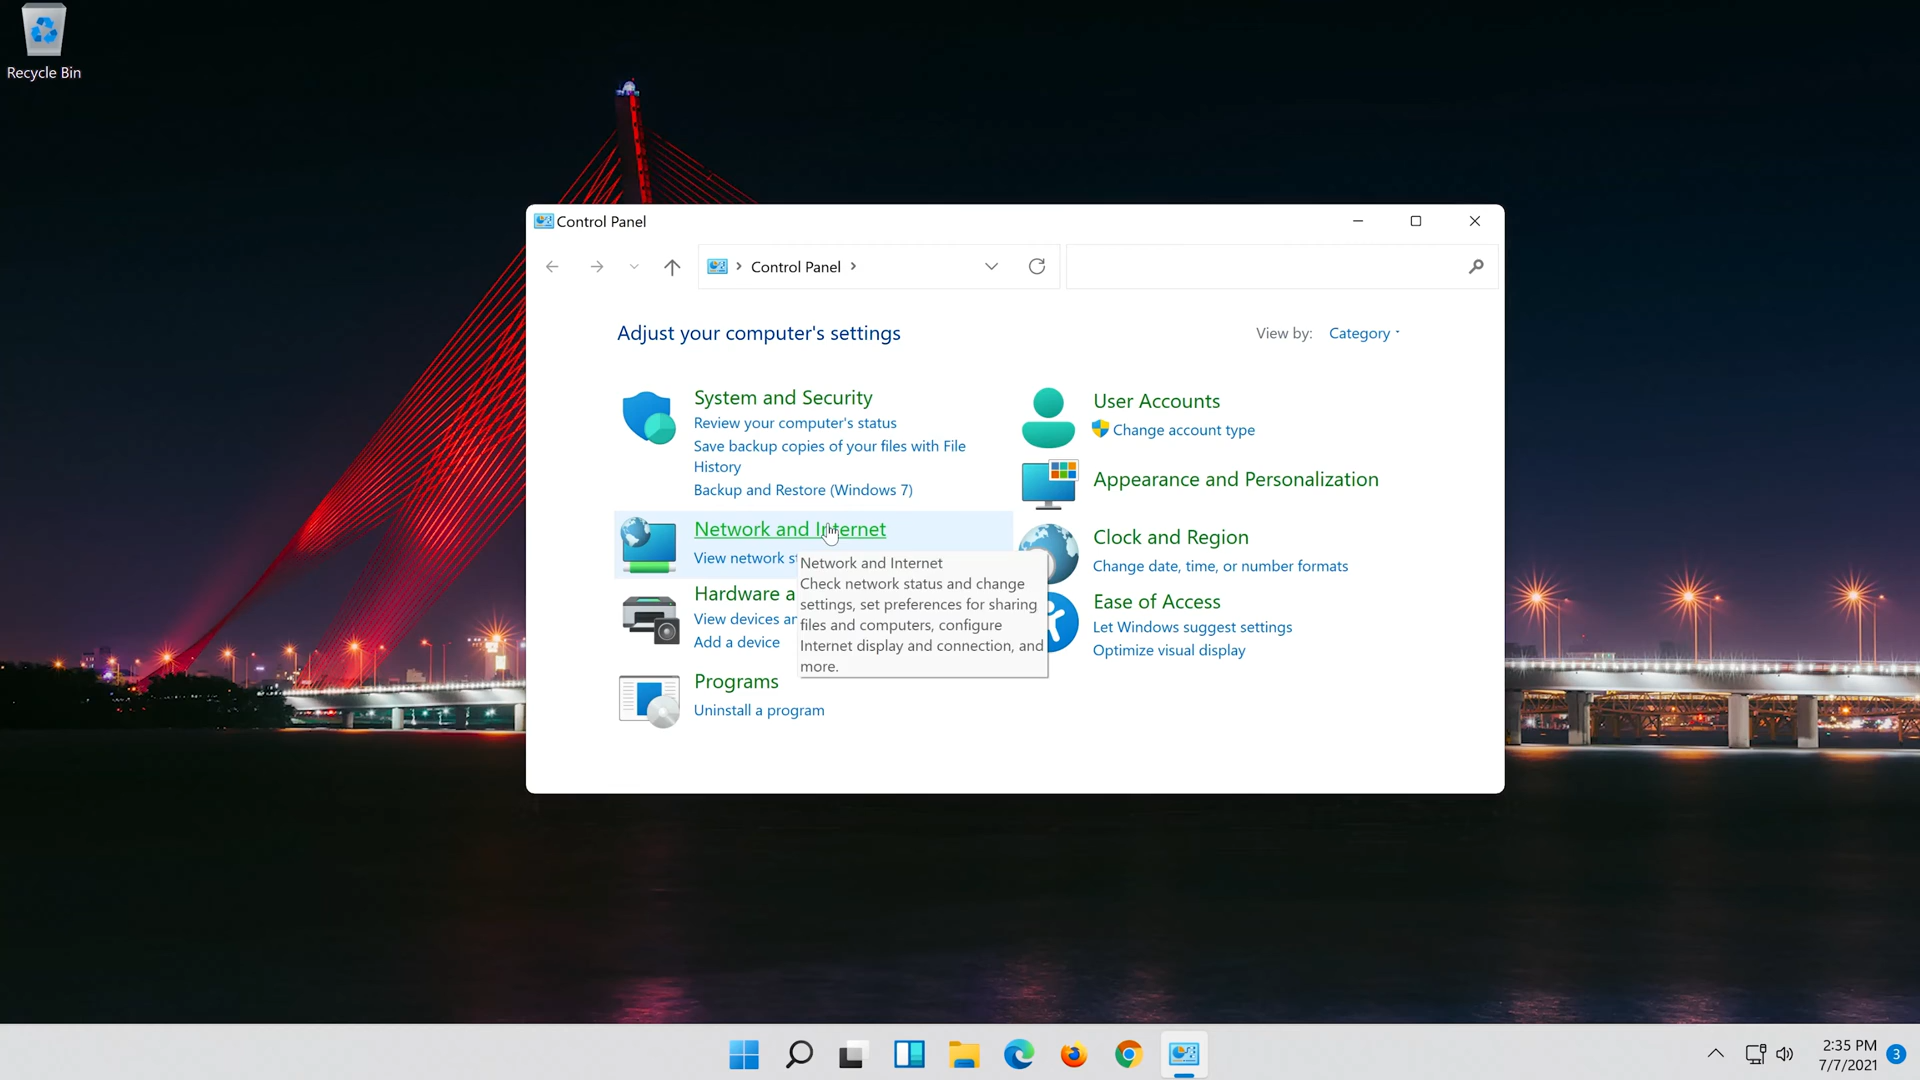 Recycle Bin
Control Panel
Control Panel
Adjust your computer's settings
View by: Category
System and Security
Review your computer's status
Save backup copies of your files with File
History
Backup and Restore (Windows 7)
Network and Internet
View network s
Network and Internet
Check network status and change
settings, set preferences for sharing
files and computers, configure
Internet display and connection, and
more.
Hardware a
View devices an
Add a device
Programs
Uninstall a program
User Accounts
Change account type
Appearance and Personalization
Clock and Region
Change date, time, or number formats
Ease of Access
Let Windows suggest settings
Optimize visual display
2:35 PM
7/7/2021
3